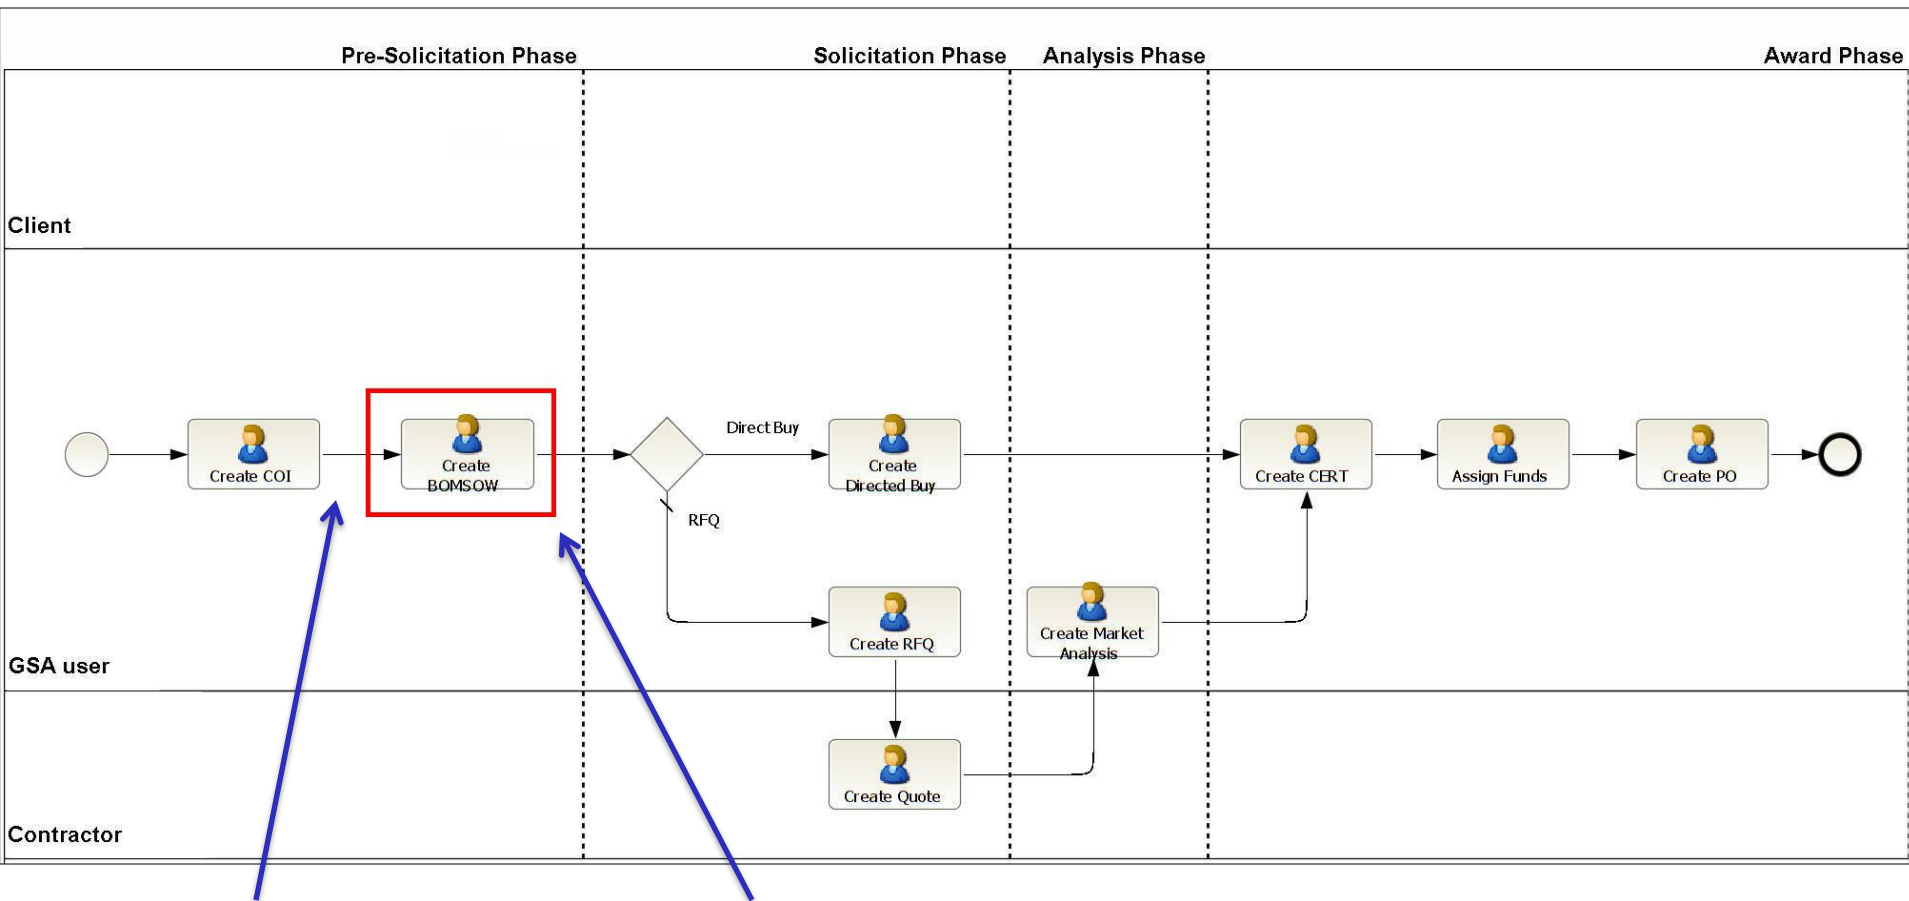 Pre-Solicitation Phase
Solicitation Phase
Analysis Phase
Award Phase
Client
Create COI
Create
BOMSOW
Direct Buy
Create
Directed Buy
Create CERT
Assign Funds
Create PO
RFQ
Create RFQ
Create Market
Analysis
GSA user
Create Quote
Contractor